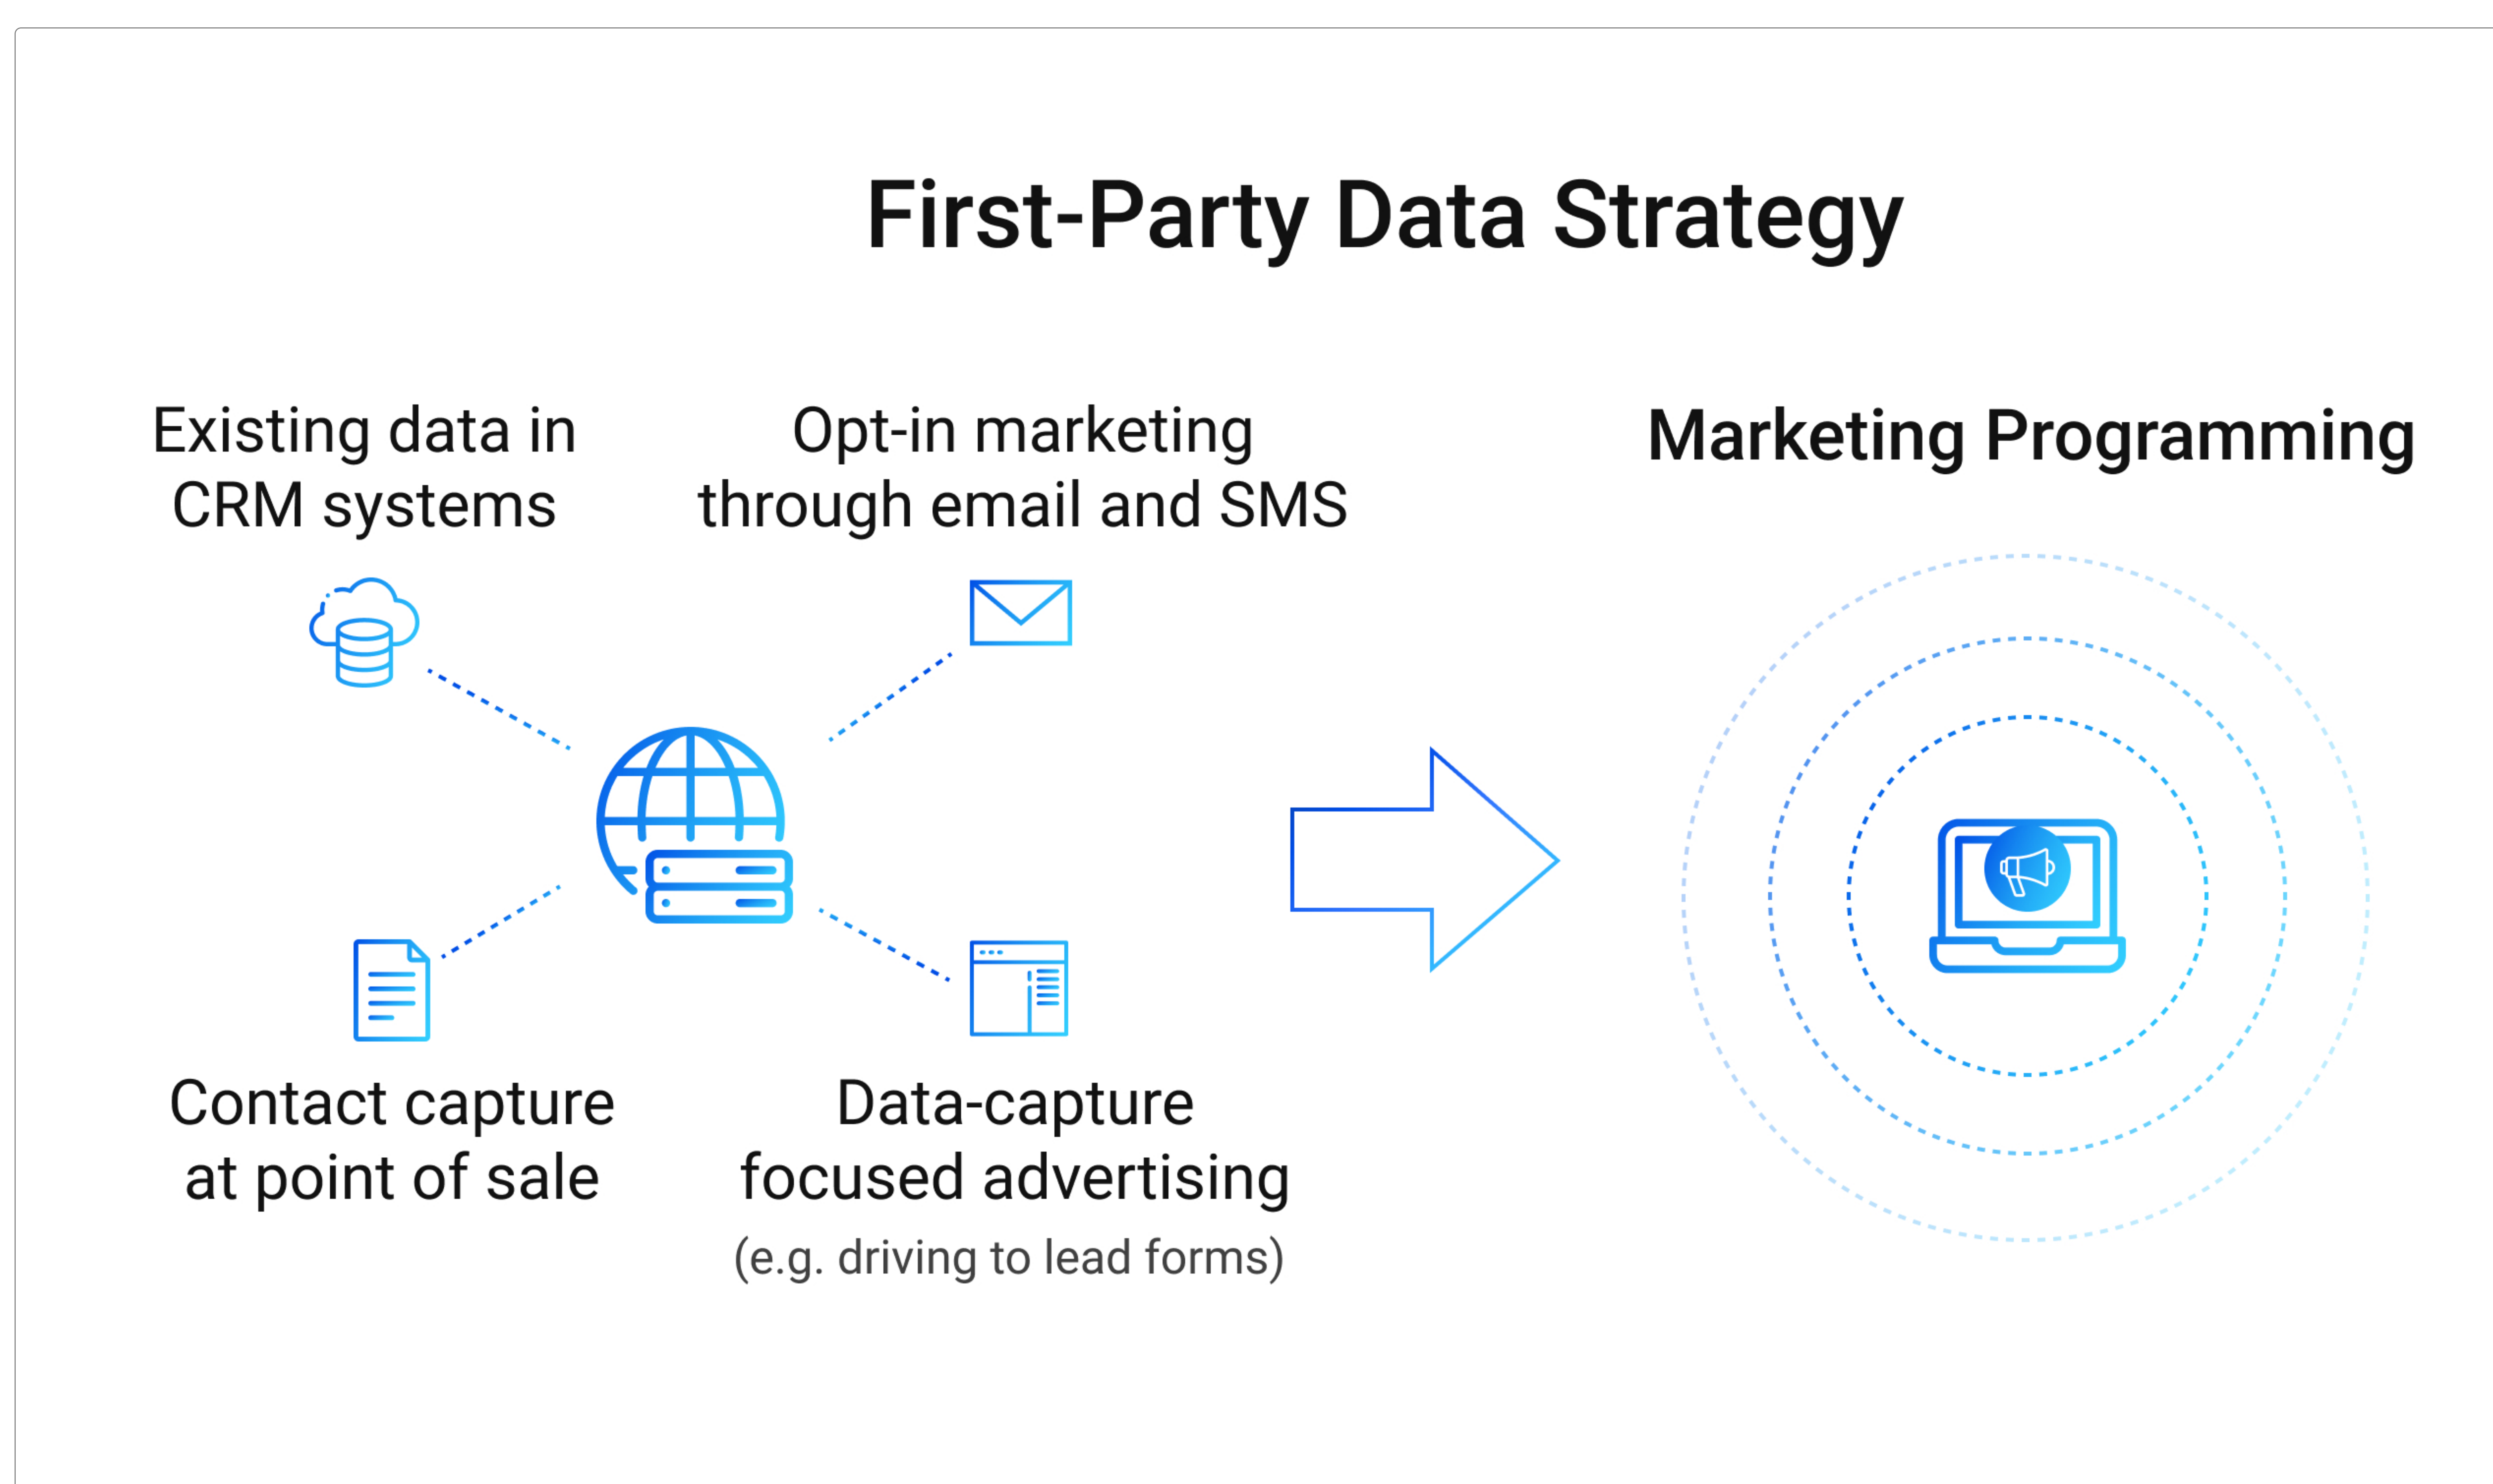 First-Party Data Strategy
Existing data in
CRM systems
Opt-in marketing
through email and SMS
Marketing Programming
Contact capture
at point of sale
Data-capture
focused advertising
(e.g. driving to lead forms)